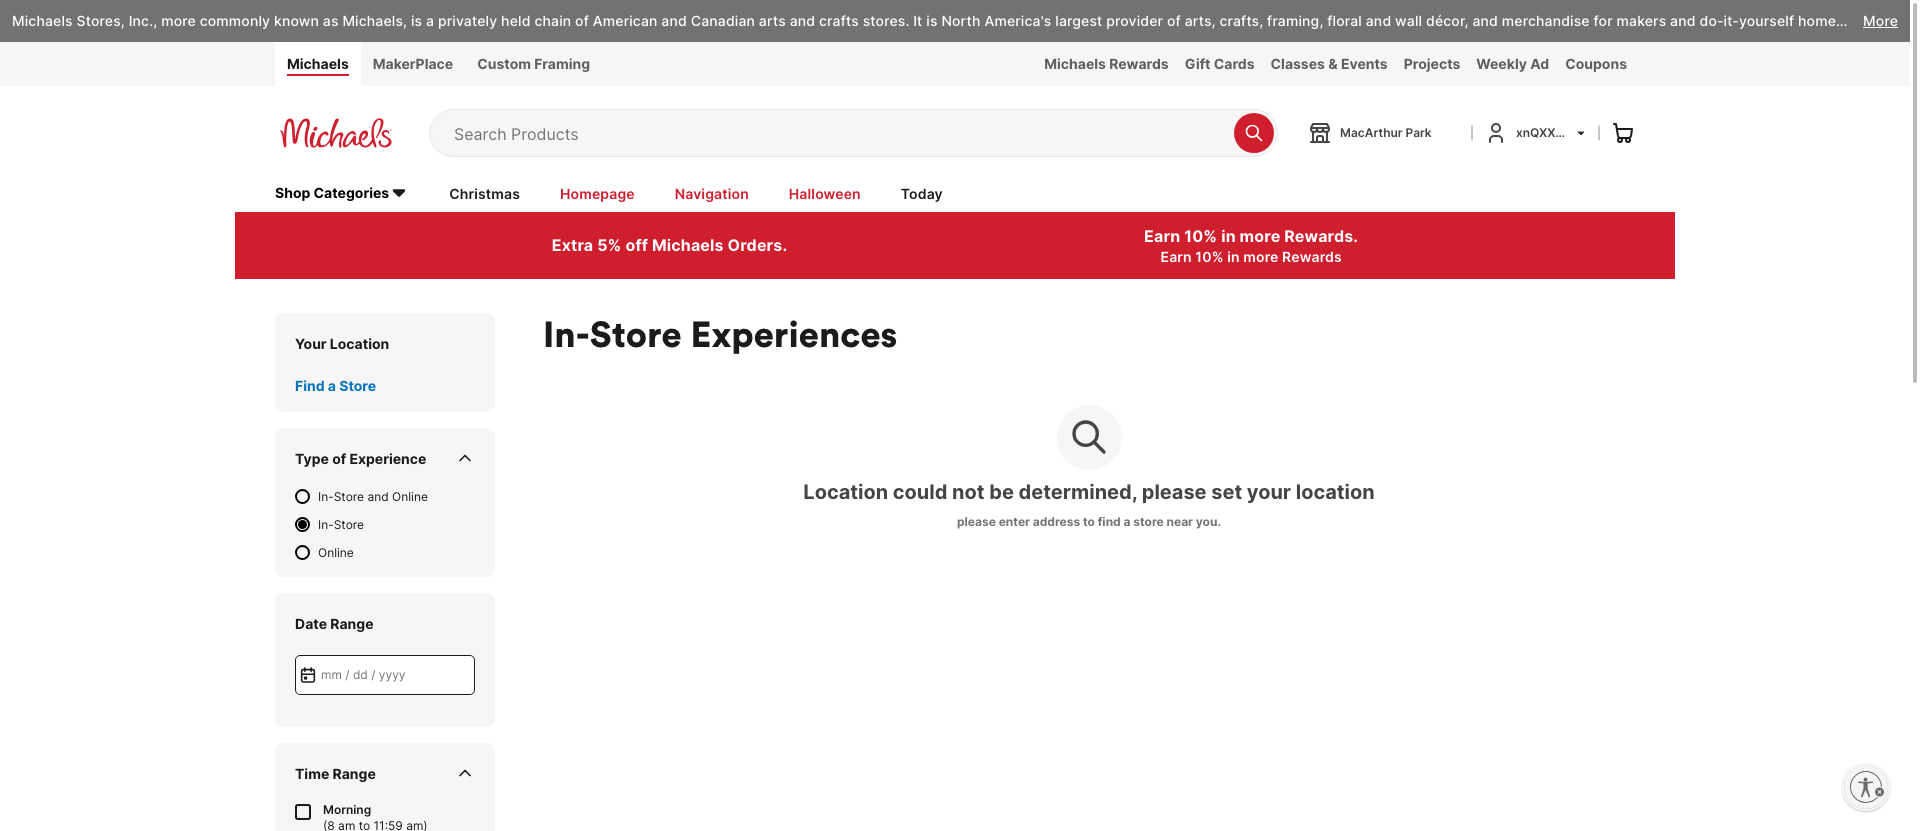 Michaels Stores, Inc., more commonly known as Michaels, is a privately held chain of American and Canadian arts and crafts stores. It is North America's largest provider of arts, crafts, framing, floral and wall décor, and merchandise for makers and do-it-yourself home... More
Michaels MakerPlace Custom Framing Michaels Rewards Gift Cards Classes & Events Projects Weekly Ad Coupons
Michaels Search Products MacArthur Park xnQXX...
Shop Categories Christmas Homepage Navigation Halloween Today
Extra 5% off Michaels Orders.
Earn 10% in more Rewards.
Earn 10% in more Rewards
Your Location
Find a Store
Type of Experience
In-Store and Online
In-Store
Online
Date Range
mm / dd / yyyy
Time Range
Morning
(8 am to 11:59 am)
In-Store Experiences
Location could not be determined, please set your location
please enter address to find a store near you.